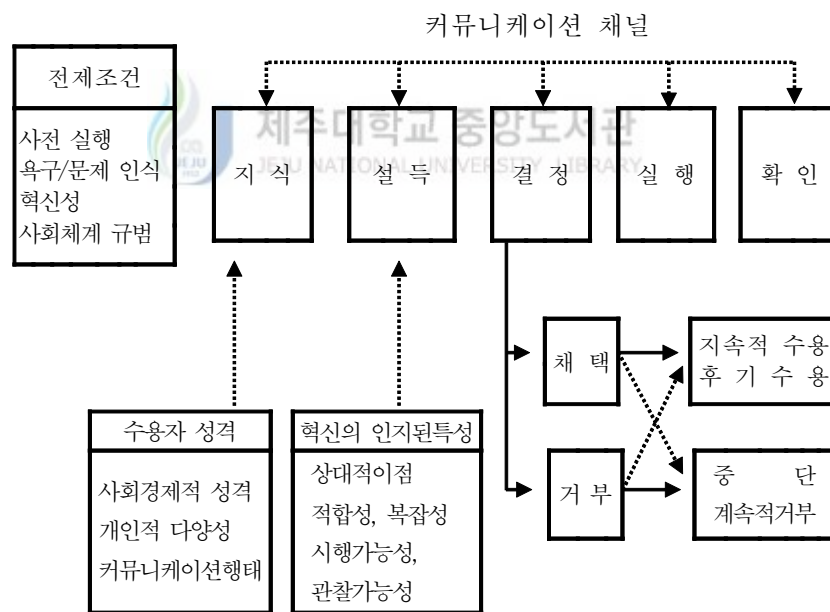 커뮤니케이션 채널
전제조건
사전 실행
욕구/문제 인식
혁신성
사회체계 규범
제주대학교 중앙도서관
JEJU NATIONAL UNIVERSITY LIBRARY
지 식
설 득
결 정
실 행
확 인
채 택
지속적 수용
후 기 수 용
거 부
중 단
계속적거부
수용자 성격
사회경제적 성격
개인적 다양성
커뮤니케이션행태
혁신의 인지된특성
상대적이점
적합성, 복잡성
시행가능성,
관찰가능성